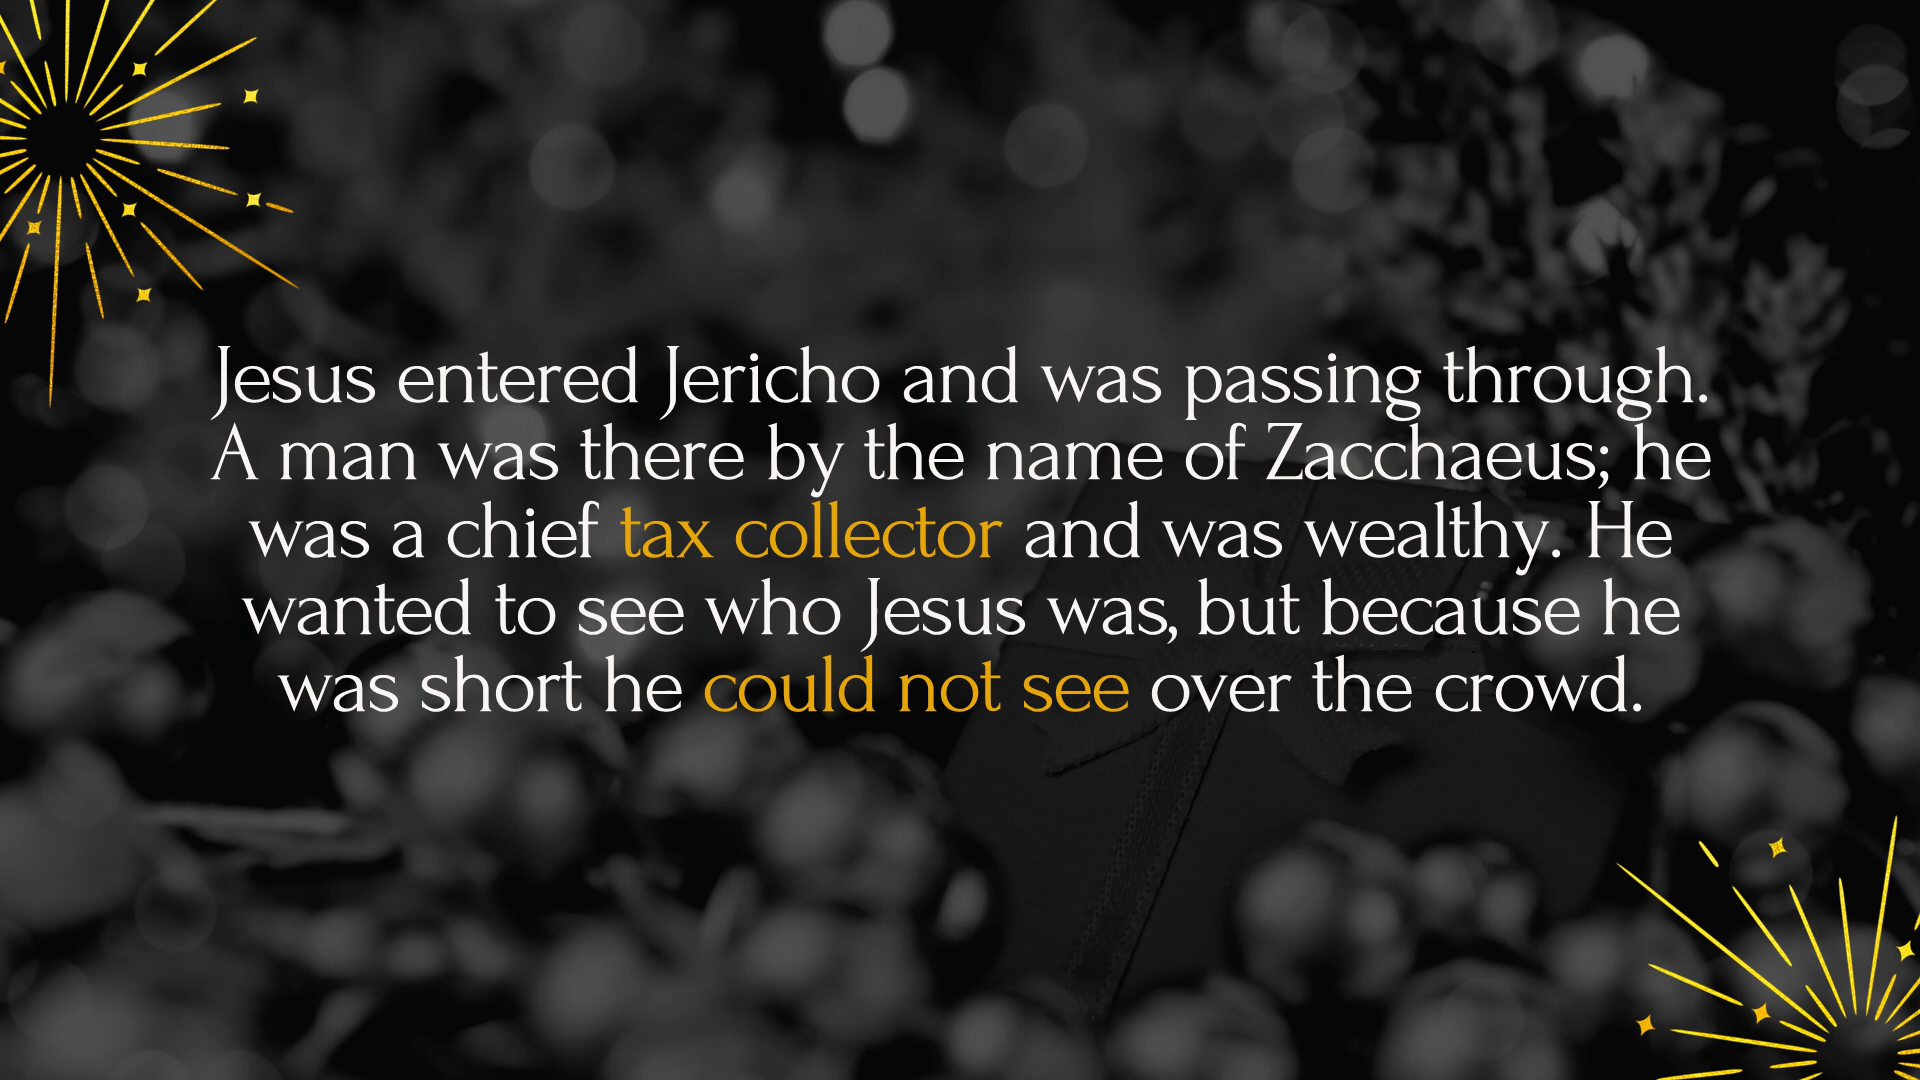 Jesus entered Jericho and was passing through.
A man was there by the name of Zacchaeus; he
was a chief tax collector and was wealthy. He
wanted to see who Jesus was, but because he
was short he could not see over the crowd.